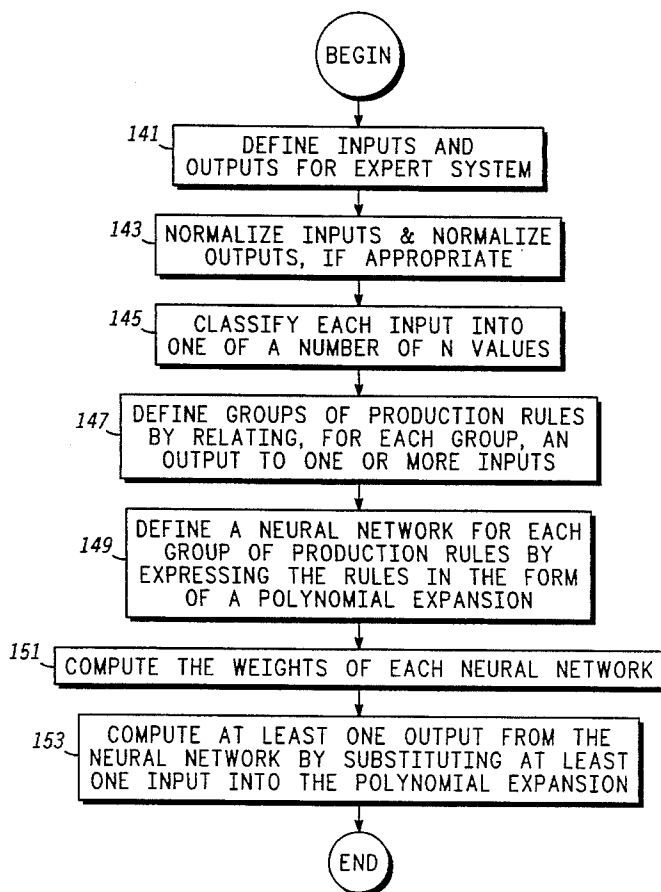 BEGIN
141
DEFINE INPUTS AND
OUTPUTS FOR EXPERT SYSTEM
143
NORMALIZE INPUTS & NORMALIZE
OUTPUTS, IF APPROPRIATE
145
CLASSIFY EACH INPUT INTO
ONE OF A NUMBER OF N VALUES
147
DEFINE GROUPS OF PRODUCTION RULES
BY RELATING, FOR EACH GROUP, AN
OUTPUT TO ONE OR MORE INPUTS
149
DEFINE A NEURAL NETWORK FOR EACH
GROUP OF PRODUCTION RULES BY
EXPRESSING THE RULES IN THE FORM
OF A POLYNOMIAL EXPANSION
151
COMPUTE THE WEIGHTS OF EACH NEURAL NETWORK
153
COMPUTE AT LEAST ONE OUTPUT FROM THE
NEURAL NETWORK BY SUBSTITUTING AT LEAST
ONE INPUT INTO THE POLYNOMIAL EXPANSION
END